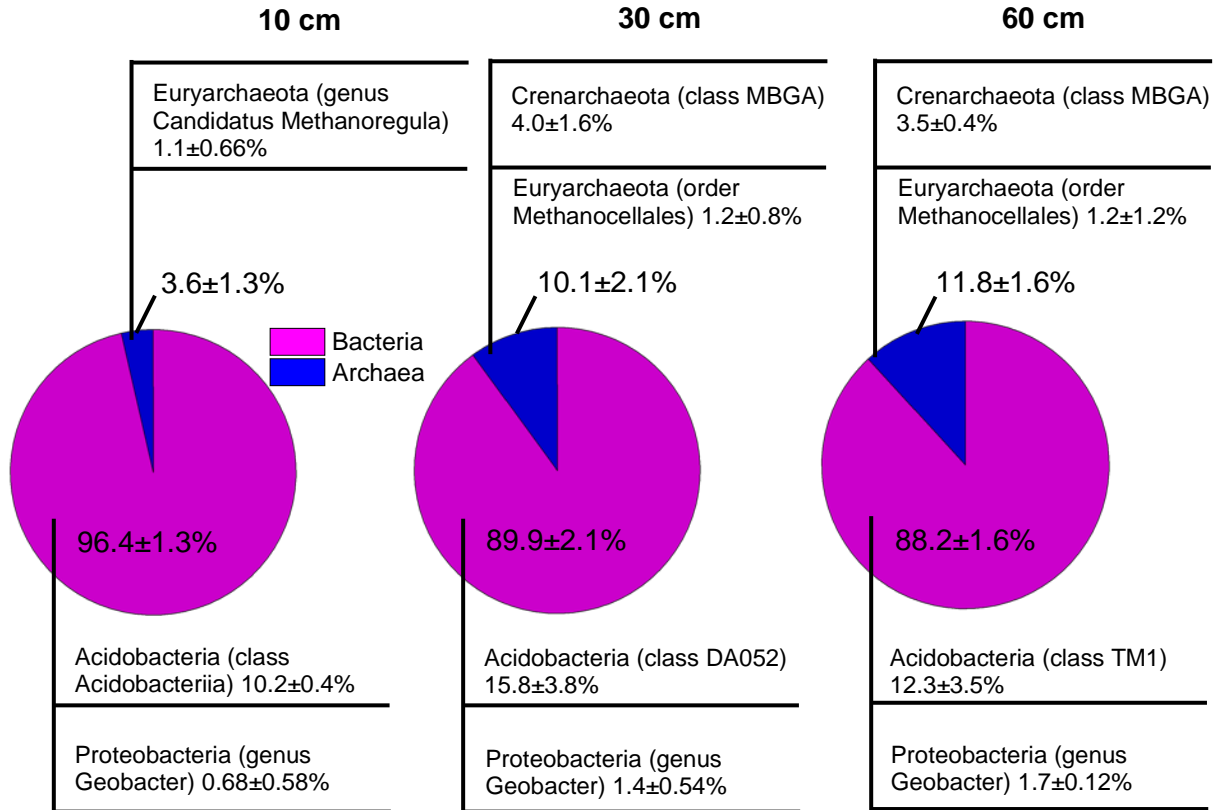 10 cm
Euryarchaeota (genus
Candidatus Methanoregula)
1.1±0.66%
3.6±1.3%
Bacteria
Archaea
96.4±1.3%
Acidobacteria (class
Acidobacteriia) 10.2±0.4%
Proteobacteria (genus
Geobacter) 0.68±0.58%
30 cm
Crenarchaeota (class MBGA)
4.0±1.6%
Euryarchaeota (order
Methanocellales) 1.2±0.8%
10.1±2.1%
89.9±2.1%
Acidobacteria (class DA052)
15.8±3.8%
Proteobacteria (genus
Geobacter) 1.4±0.54%
60 cm
Crenarchaeota (class MBGA)
3.5±0.4%
Euryarchaeota (order
Methanocellales) 1.2±1.2%
11.8±1.6%
88.2±1.6%
Acidobacteria (class TM1)
12.3±3.5%
Proteobacteria (genus
Geobacter) 1.7±0.12%